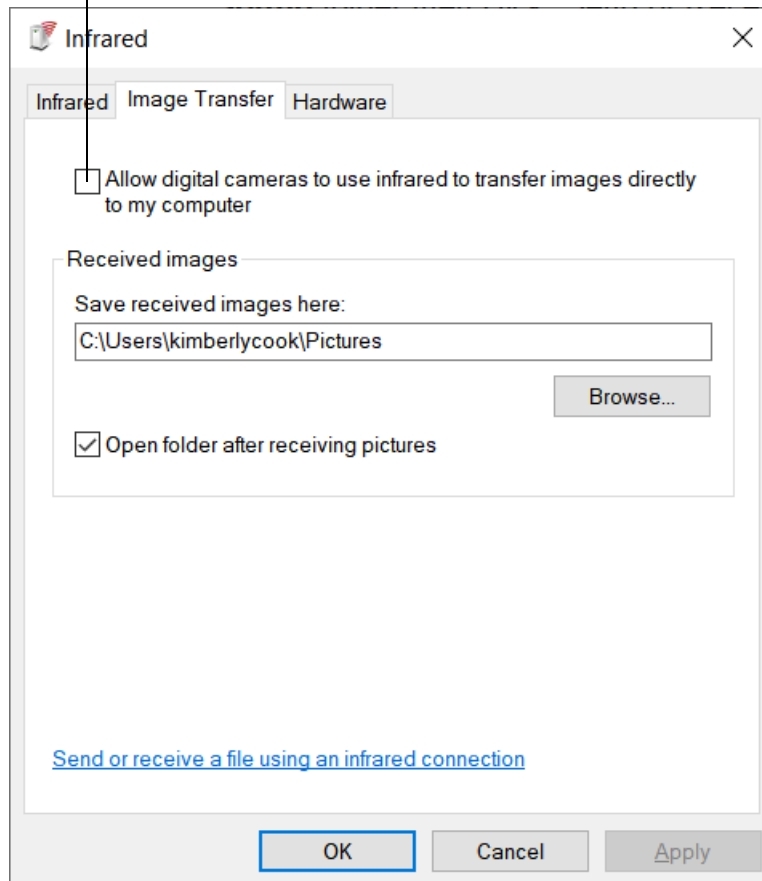 Infrared
Infrared Image Transfer Hardware
Allow digital cameras to use infrared to transfer images directly
to my computer
Received images
Save received images here:
C:\Users\kimberlycook\Pictures
Browse...
Open folder after receiving pictures
Send or receive a file using an infrared connection
OK Cancel Apply